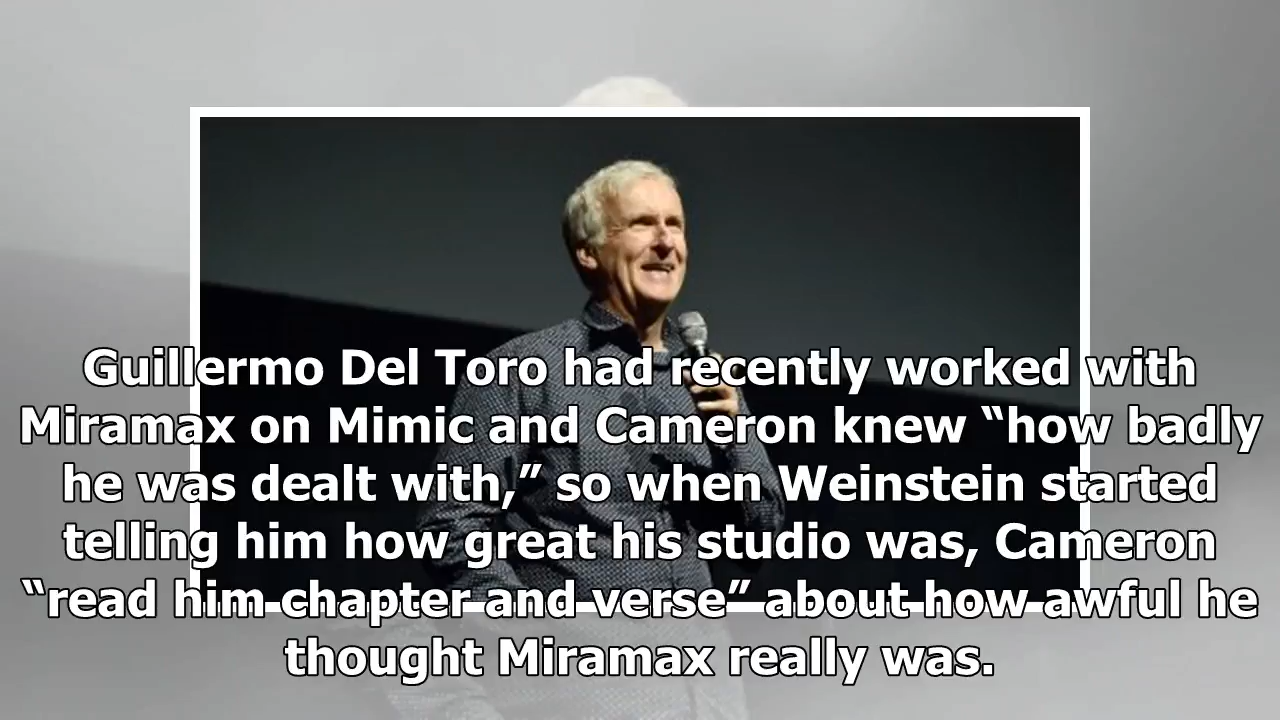 Guillermo Del Toro had recently worked with
Miramax on Mimic and Cameron knew “how badly
he was dealt with,” so when Weinstein started
telling him how great his studio was, Cameron
“read him chapter and verse” about how awful he
thought Miramax really was.